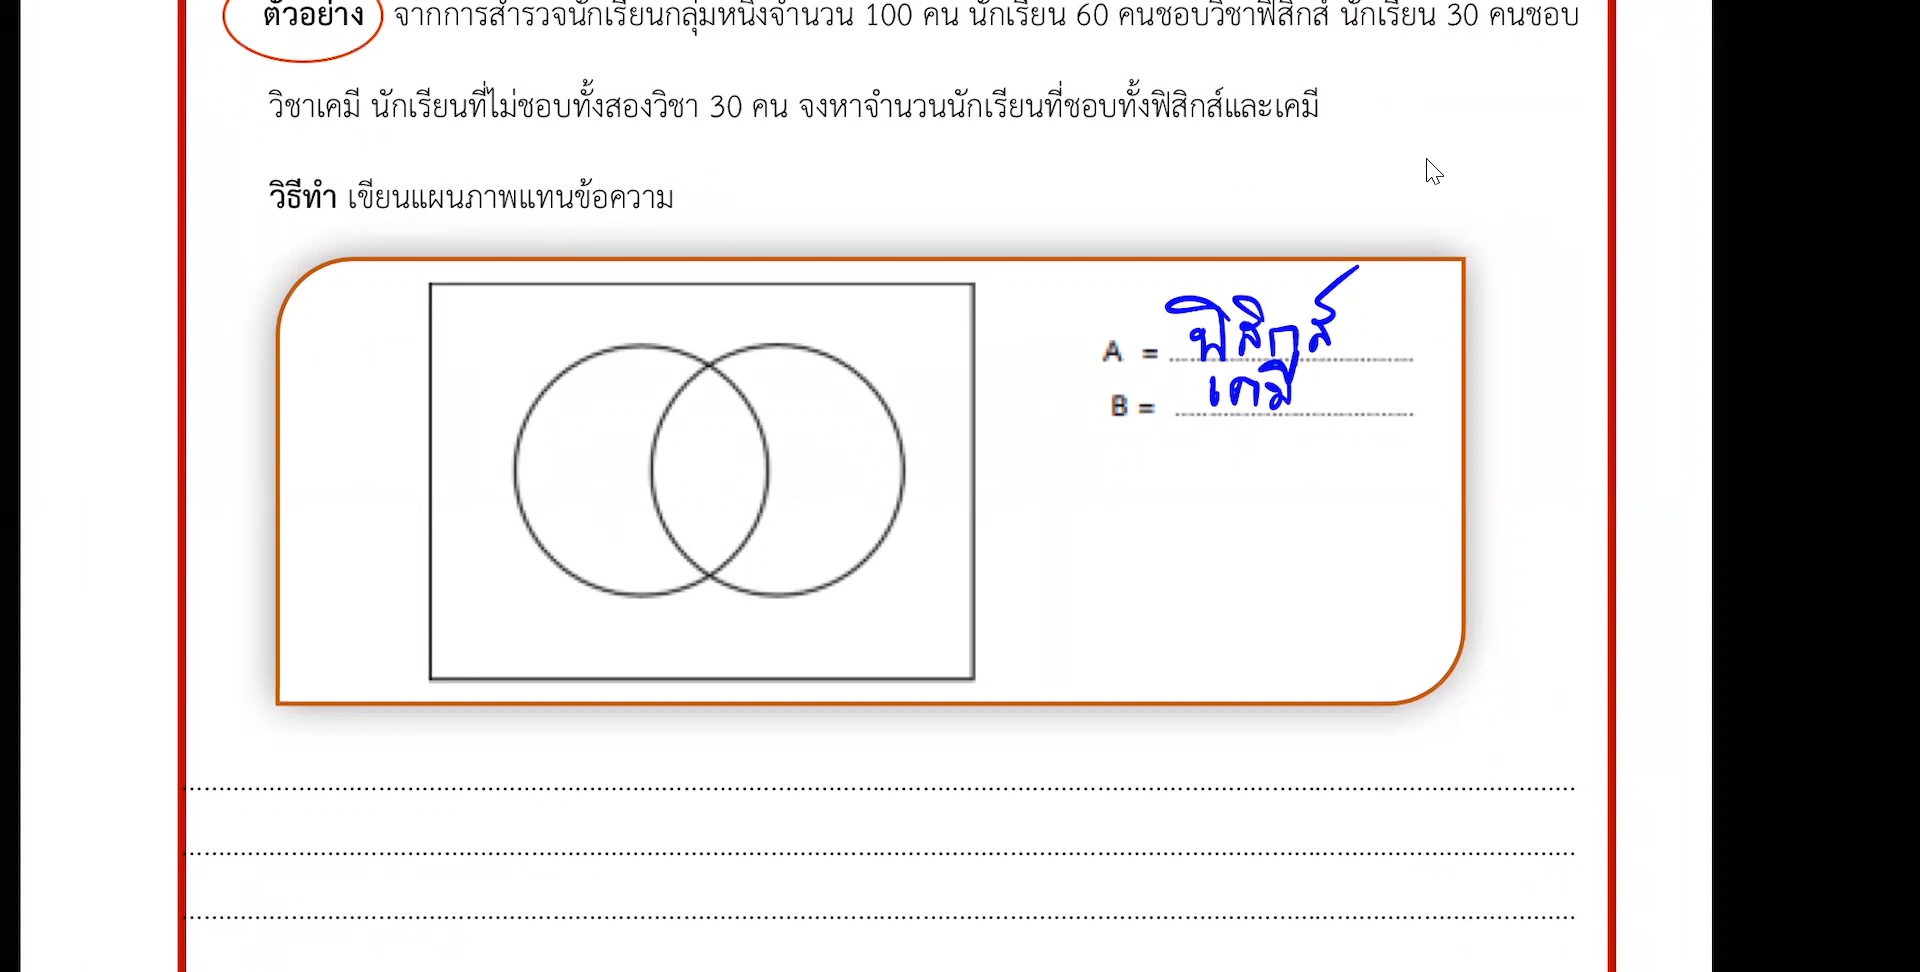 ตัวอย่าง จากการสำรวจนักเรียนกลุ่มหนึ่งจำนวน 100 คน นักเรียน 60 คนชอบวิชาฟิสิกส์ นักเรียน 30 คนชอบ
วิชาเคมี นักเรียนที่ไม่ชอบทั้งสองวิชา 30 คน จงหาจำนวนนักเรียนที่ชอบทั้งฟิสิกส์และเคมี
วิธีทำ เขียนแผนภาพแทนข้อความ
A = ฟิสิกส์
B = เคมี